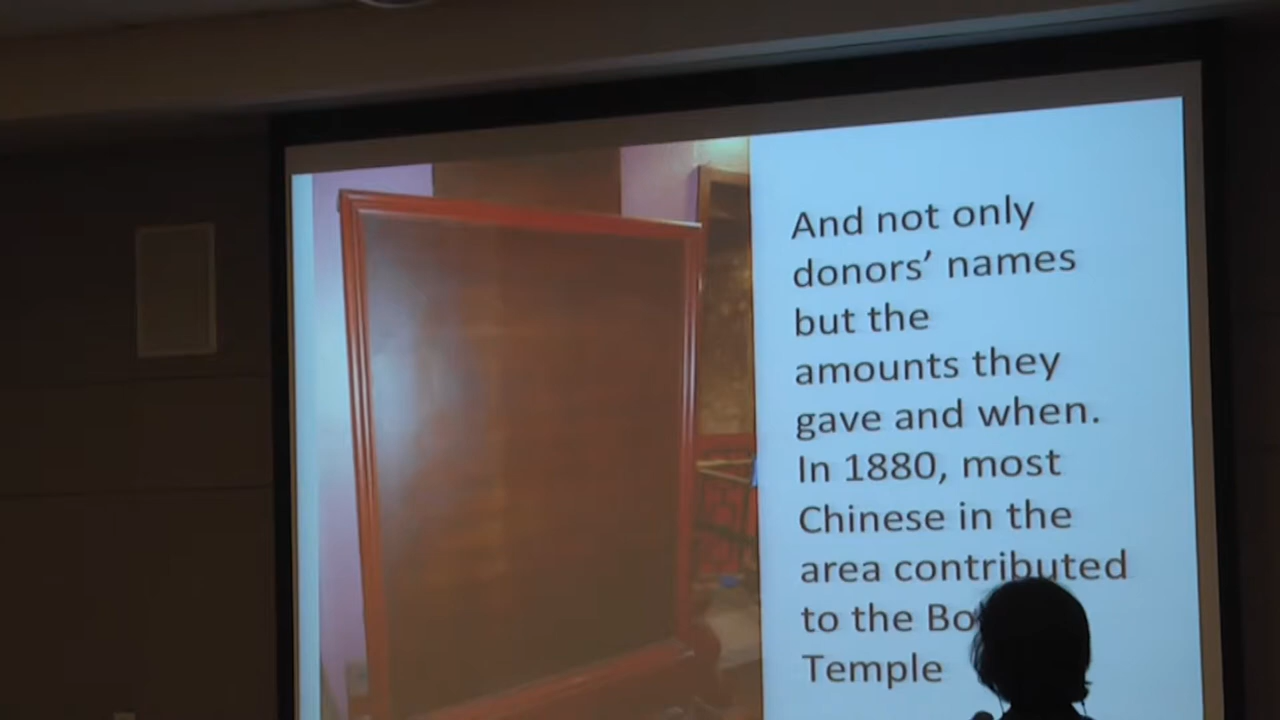 And not only
donors’ names
but the
amounts they
gave and when.
In 1880, most
Chinese in the
area contributed
to the
Temple